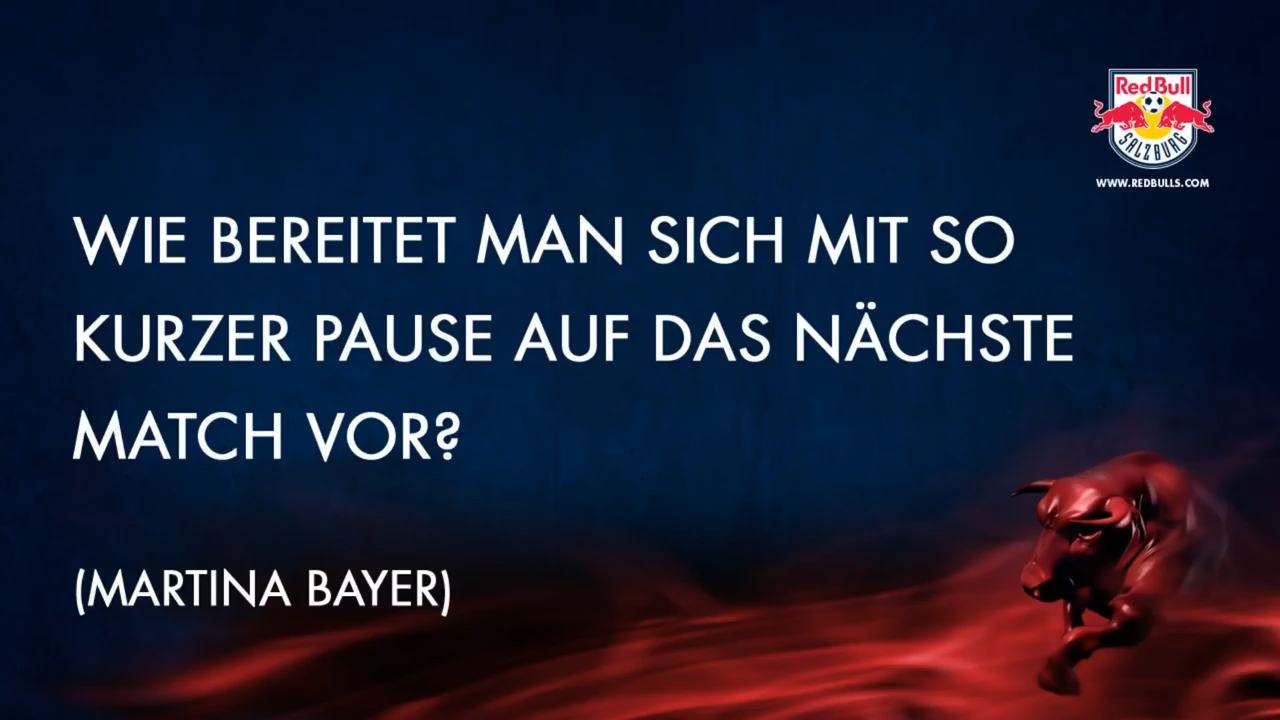 Red Bull
SALZBURG
WWW.REDBULLS.COM
WIE BEREITET MAN SICH MIT SO
KURZER PAUSE AUF DAS NÄCHSTE
MATCH VOR?
(MARTINA BAYER)